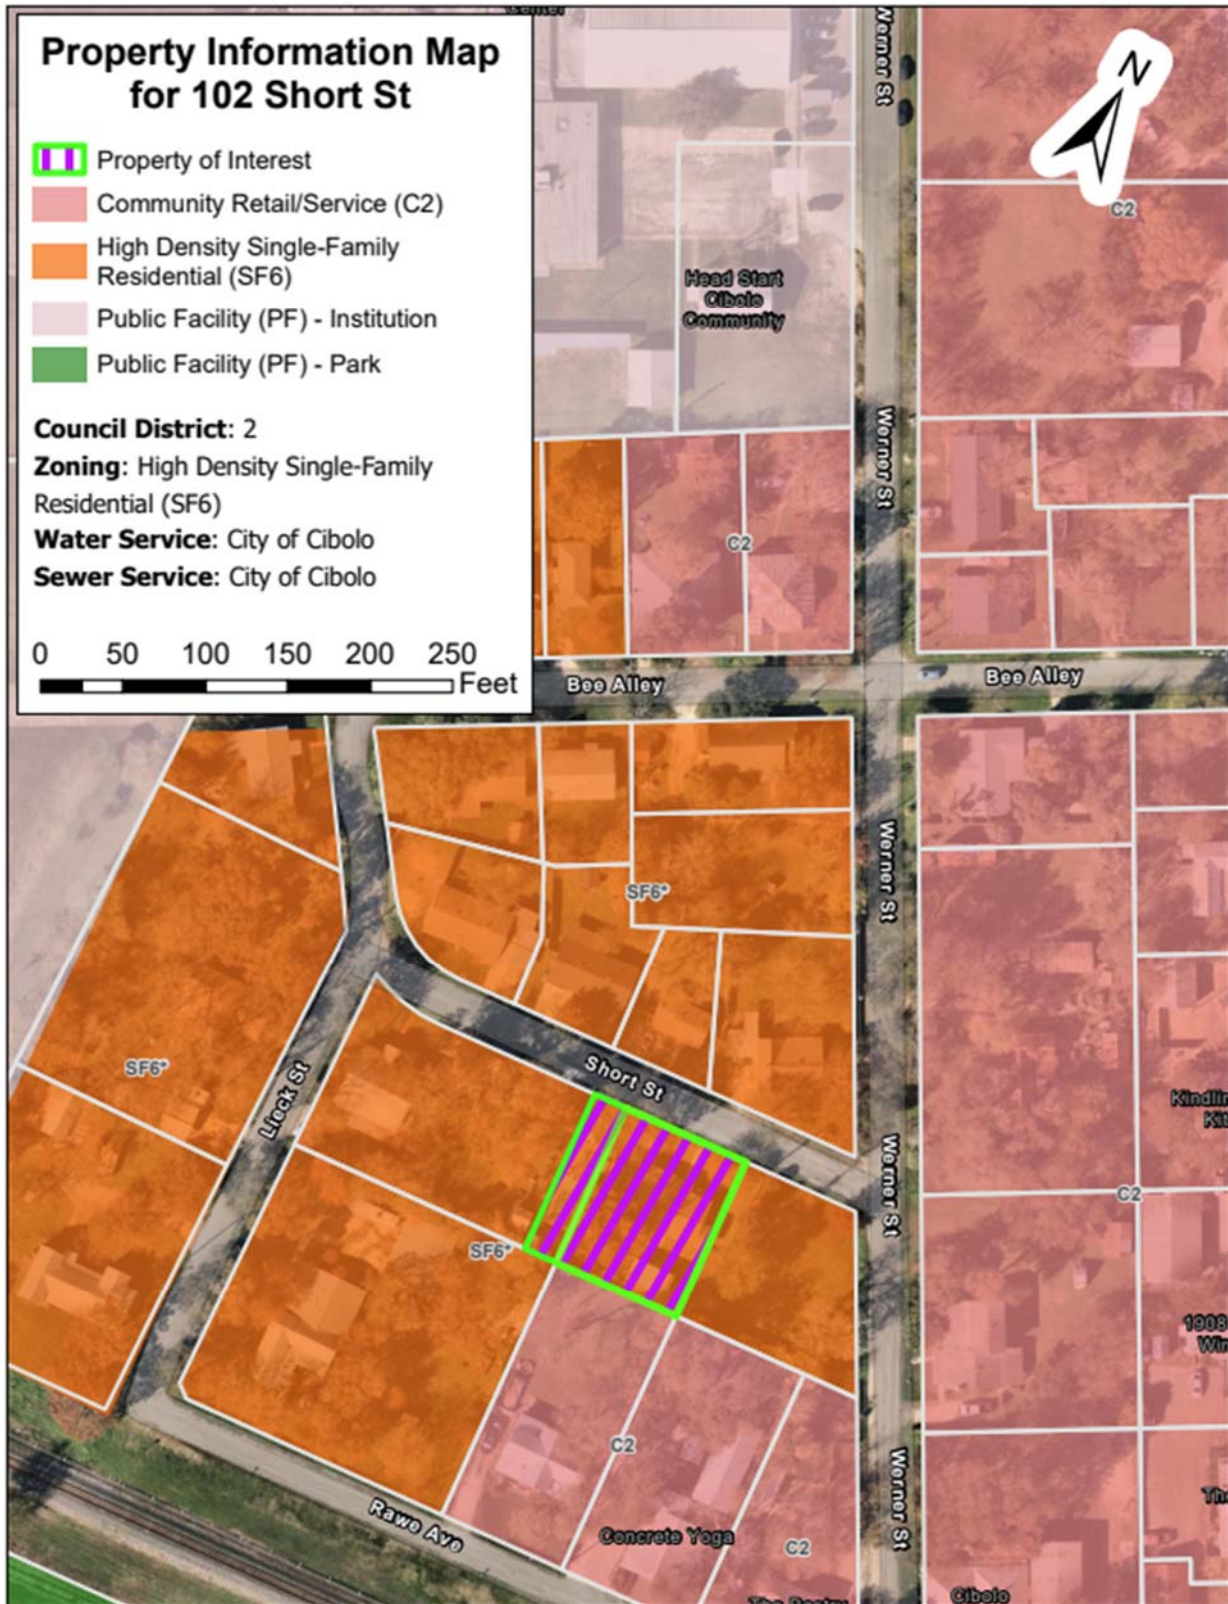 Center
Property Information Map
for 102 Short St
Property of Interest
Community Retail/Service (C2)
High Density Single-Family
Residential (SF6)
Public Facility (PF) - Institution
Public Facility (PF) - Park
Council District: 2
Zoning: High Density Single-Family
Residential (SF6)
Water Service: City of Cibolo
Sewer Service: City of Cibolo
0 50 100 150 200 250
Feet
N
Werner St
C2
Head Start
Cibolo
Community
Werner St
C2
Bee Alley
Bee Alley
Werner St
SF6*
Short St
SF6*
Lieck St
Werner St
C2
SF6*
1908
C2
Rawe Ave
Concrete Yoga
C2
Werner St
Cibolo